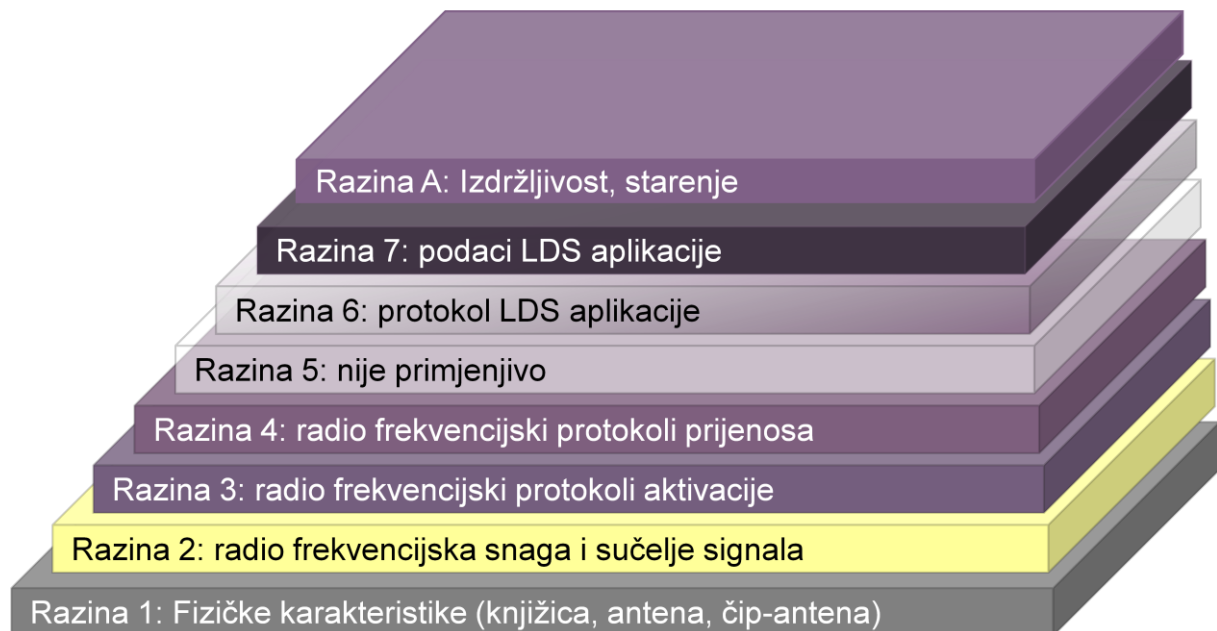 Razina A: Izdržljivost, starenje
Razina 7: podaci LDS aplikacije
Razina 6: protokol LDS aplikacije
Razina 5: nije primjenjivo
Razina 4: radio frekvencijski protokoli prijenosa
Razina 3: radio frekvencijski protokoli aktivacije
Razina 2: radio frekvencijska snaga i sučelje signala
Razina 1: Fizičke karakteristike (knjižica, antena, čip-antena)